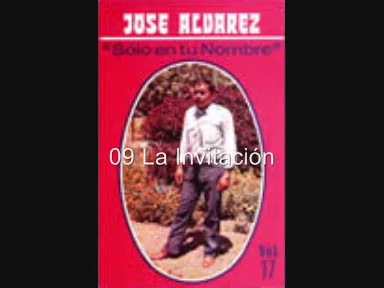 JOSE ALVAREZ
"Solo en tu Nombre"
09 La Invitación
Vol.
17